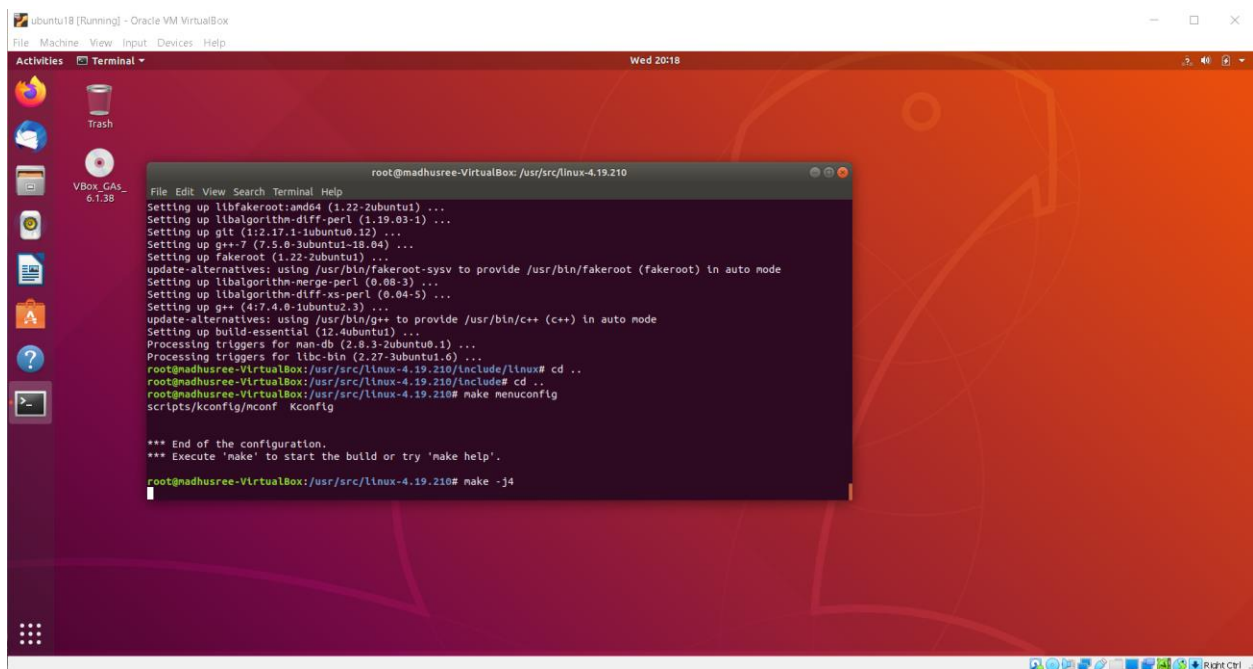 ubuntu18 [Running] - Oracle VM VirtualBox
File Machine View Input Devices Help
Activities Terminal Wed 20:18
Trash
VBox_GAs_
6.1.38
root@madhusree-VirtualBox: /usr/src/linux-4.19.210
File Edit View Search Terminal Help
Setting up libfakeroot:amd64 (1.22-2ubuntu1) ...
Setting up libalgorithm-diff-perl (1.19.03-1) ...
Setting up git (1:2.17.1-1ubuntu0.12) ...
Setting up g++-7 (7.5.0-3ubuntu1~18.04) ...
Setting up fakeroot (1.22-2ubuntu1) ...
update-alternatives: using /usr/bin/fakeroot-sysv to provide /usr/bin/fakeroot (fakeroot) in auto mode
Setting up libalgorithm-merge-perl (0.08-3) ...
Setting up libalgorithm-diff-xs-perl (0.04-5) ...
Setting up g++ (4:7.4.0-1ubuntu2.3) ...
update-alternatives: using /usr/bin/g++ to provide /usr/bin/c++ (c++) in auto mode
Setting up build-essential (12.4ubuntu1) ...
Processing triggers for man-db (2.8.3-2ubuntu0.1) ...
Processing triggers for libc-bin (2.27-3ubuntu1.6) ...
root@madhusree-VirtualBox:/usr/src/linux-4.19.210/include/linux# cd ..
root@madhusree-VirtualBox:/usr/src/linux-4.19.210/include# cd ..
root@madhusree-VirtualBox:/usr/src/linux-4.19.210# make menuconfig
scripts/kconfig/mconf Kconfig
*** End of the configuration.
*** Execute 'make' to start the build or try 'make help'.
root@madhusree-VirtualBox:/usr/src/linux-4.19.210# make -j4
Right Ctrl